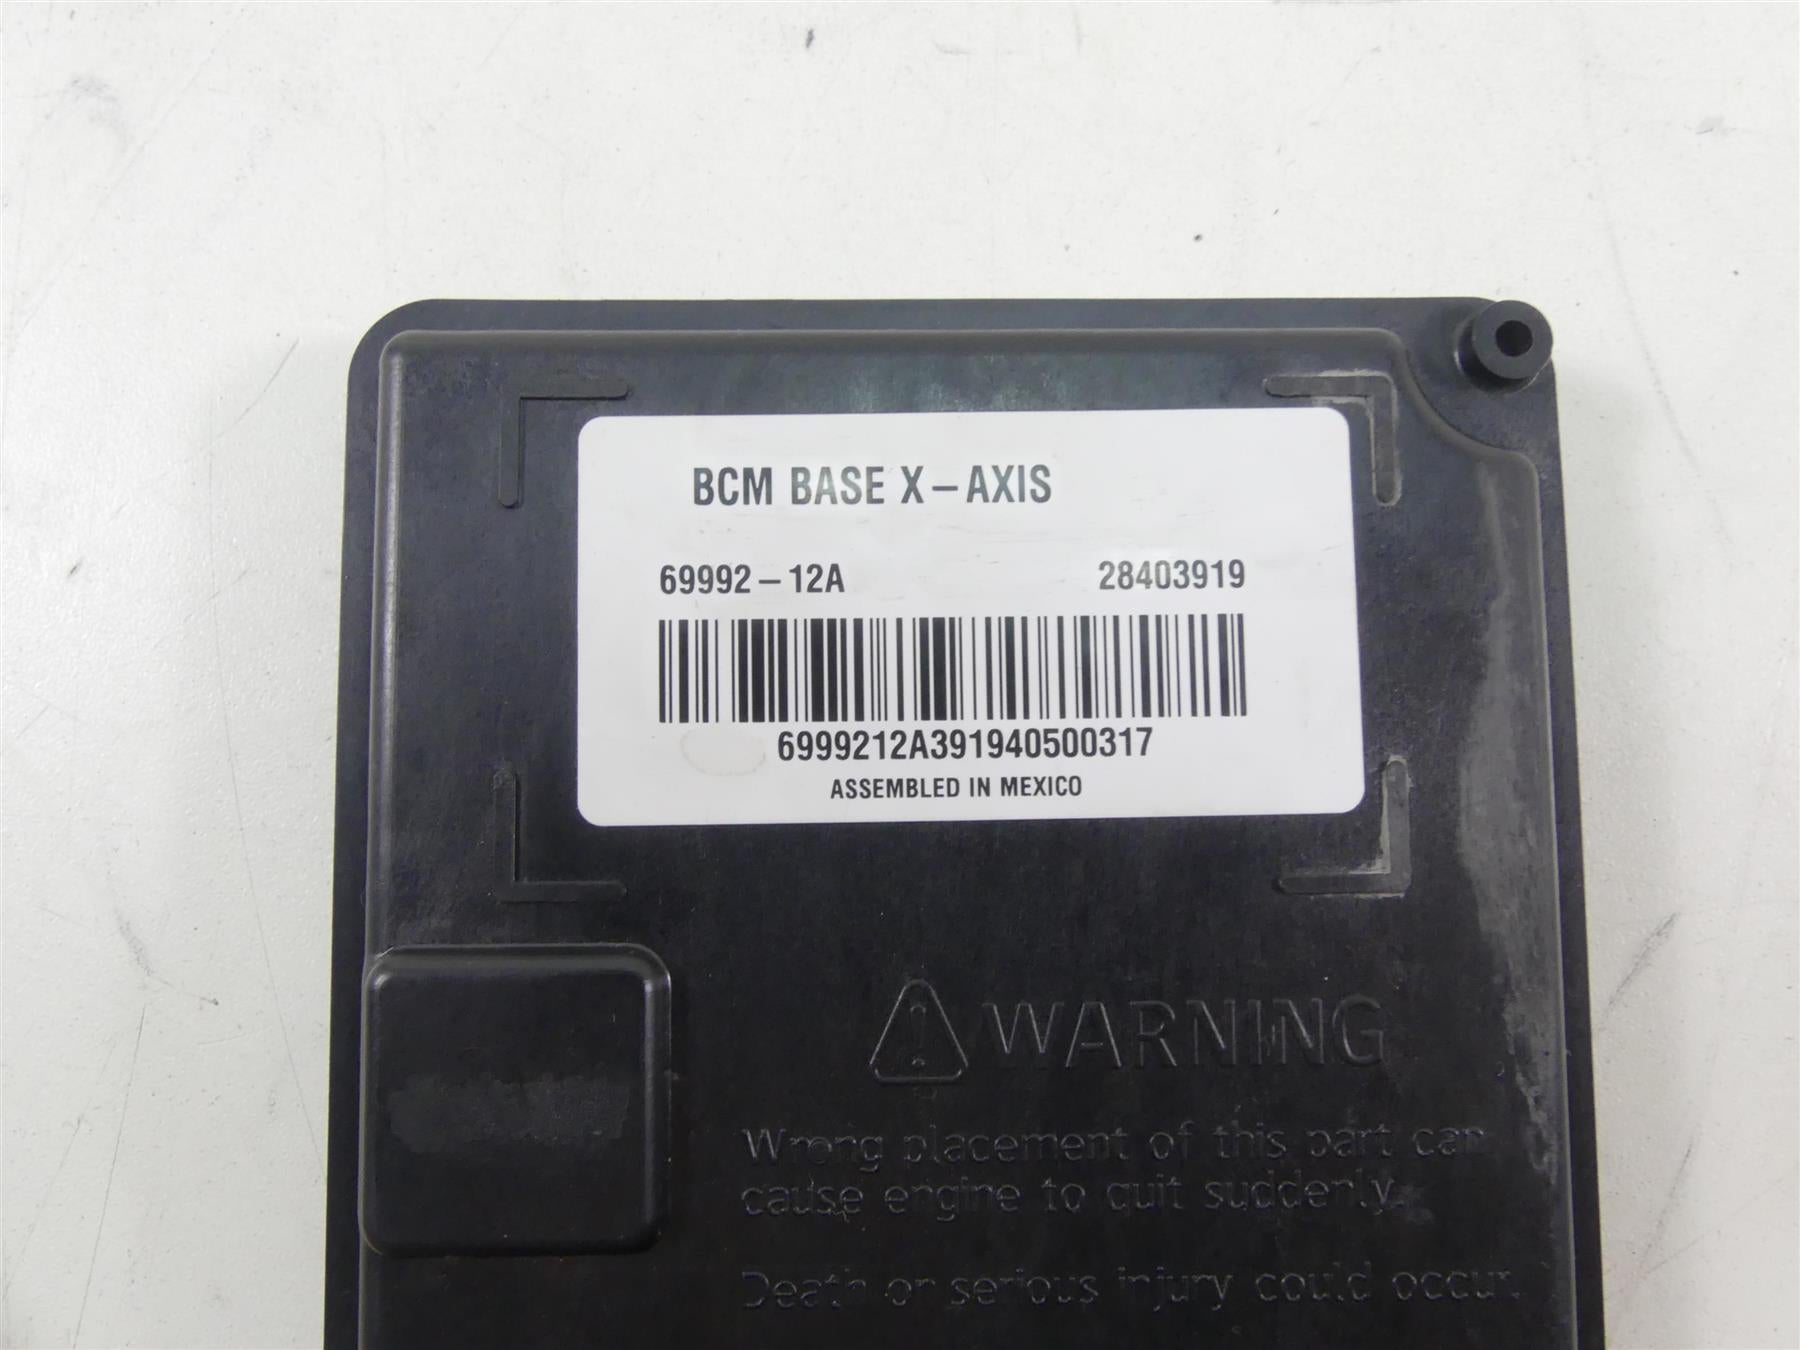 BCM BASE X-AXIS
69992-12A 28403919
6999212A391940500317
ASSEMBLED IN MEXICO
WARNING
Wrong placement of this part can
cause engine to quit suddenly.
Death or serious injury could occur.